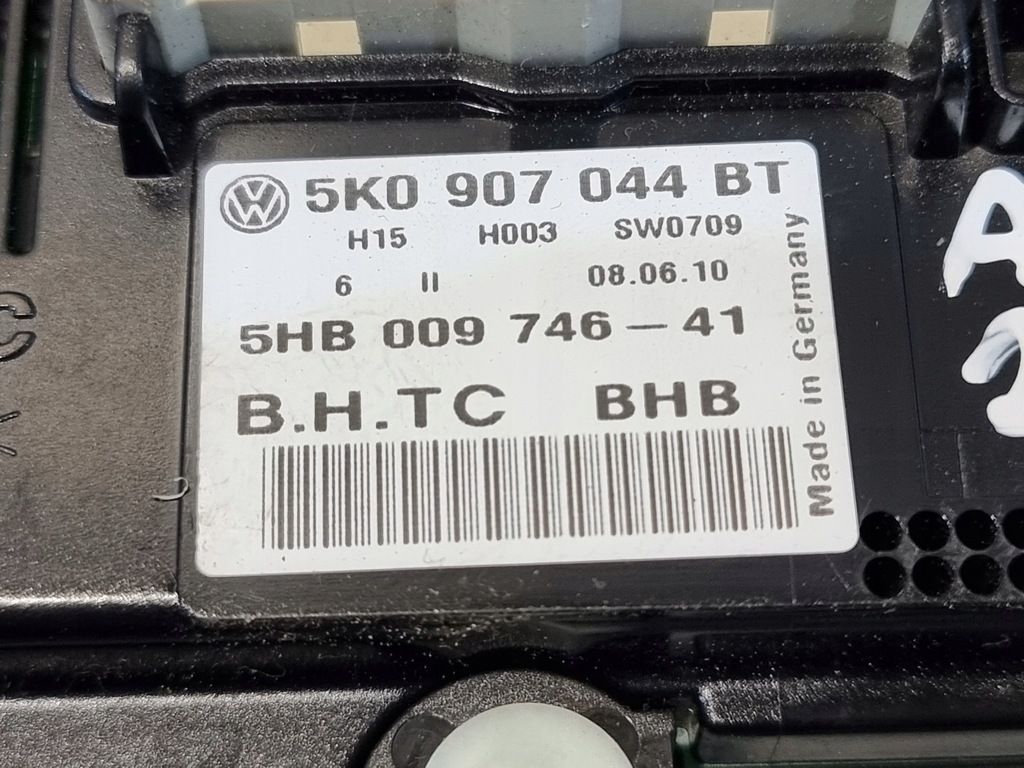 5K0 907 044 BT
H15 H003 SW0709
6 II 08.06.10
5HB 009 746-41
B.H.TC BHB
Made in Germany